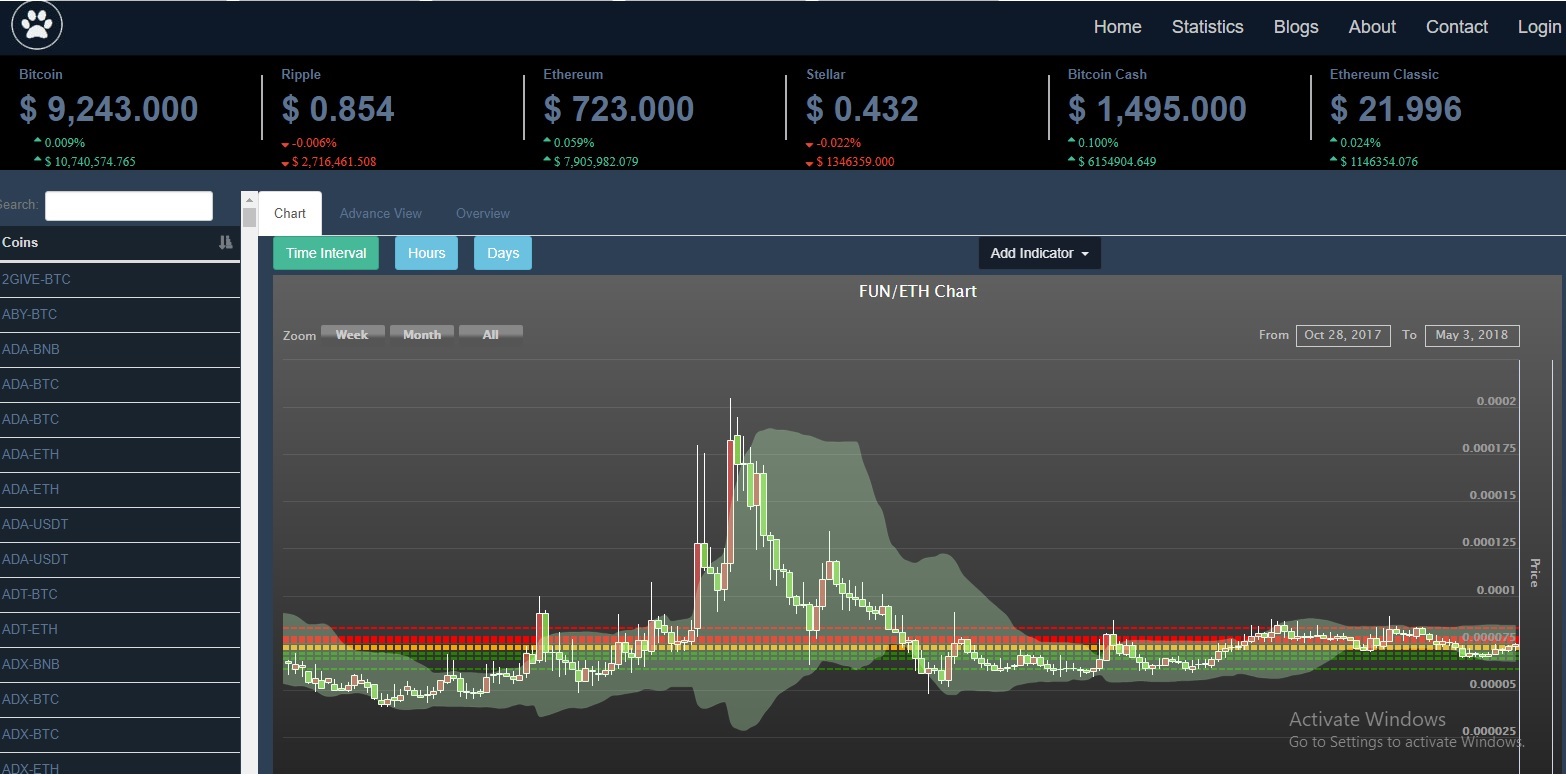 Home Statistics Blogs About Contact Login
Bitcoin Ripple Ethereum Stellar Bitcoin Cash Ethereum Classic
$ 9,243.000 $ 0.854 $ 723.000 $ 0.432 $ 1,495.000 $ 21.996
0.009% -0.006% 0.059% -0.022% 0.100% 0.024%
$ 10,740,574.765 $ 2,716,461.508 $ 7,905,982.079 $ 1346359.000 $ 6154904.649 $ 1146354.076
Search:
Coins
2GIVE-BTC
ABY-BTC
ADA-BNB
ADA-BTC
ADA-BTC
ADA-ETH
ADA-ETH
ADA-USDT
ADA-USDT
ADT-BTC
ADT-ETH
ADX-BNB
ADX-BTC
ADX-BTC
ADX-ETH
Chart Advance View Overview
Time Interval Hours Days Add Indicator
FUN/ETH Chart
Zoom Week Month All From Oct 28, 2017 To May 3, 2018
0.0002
0.000175
0.00015
0.000125
0.0001
0.000075
0.00005
0.000025
Price
Activate Windows
Go to Settings to activate Windows.